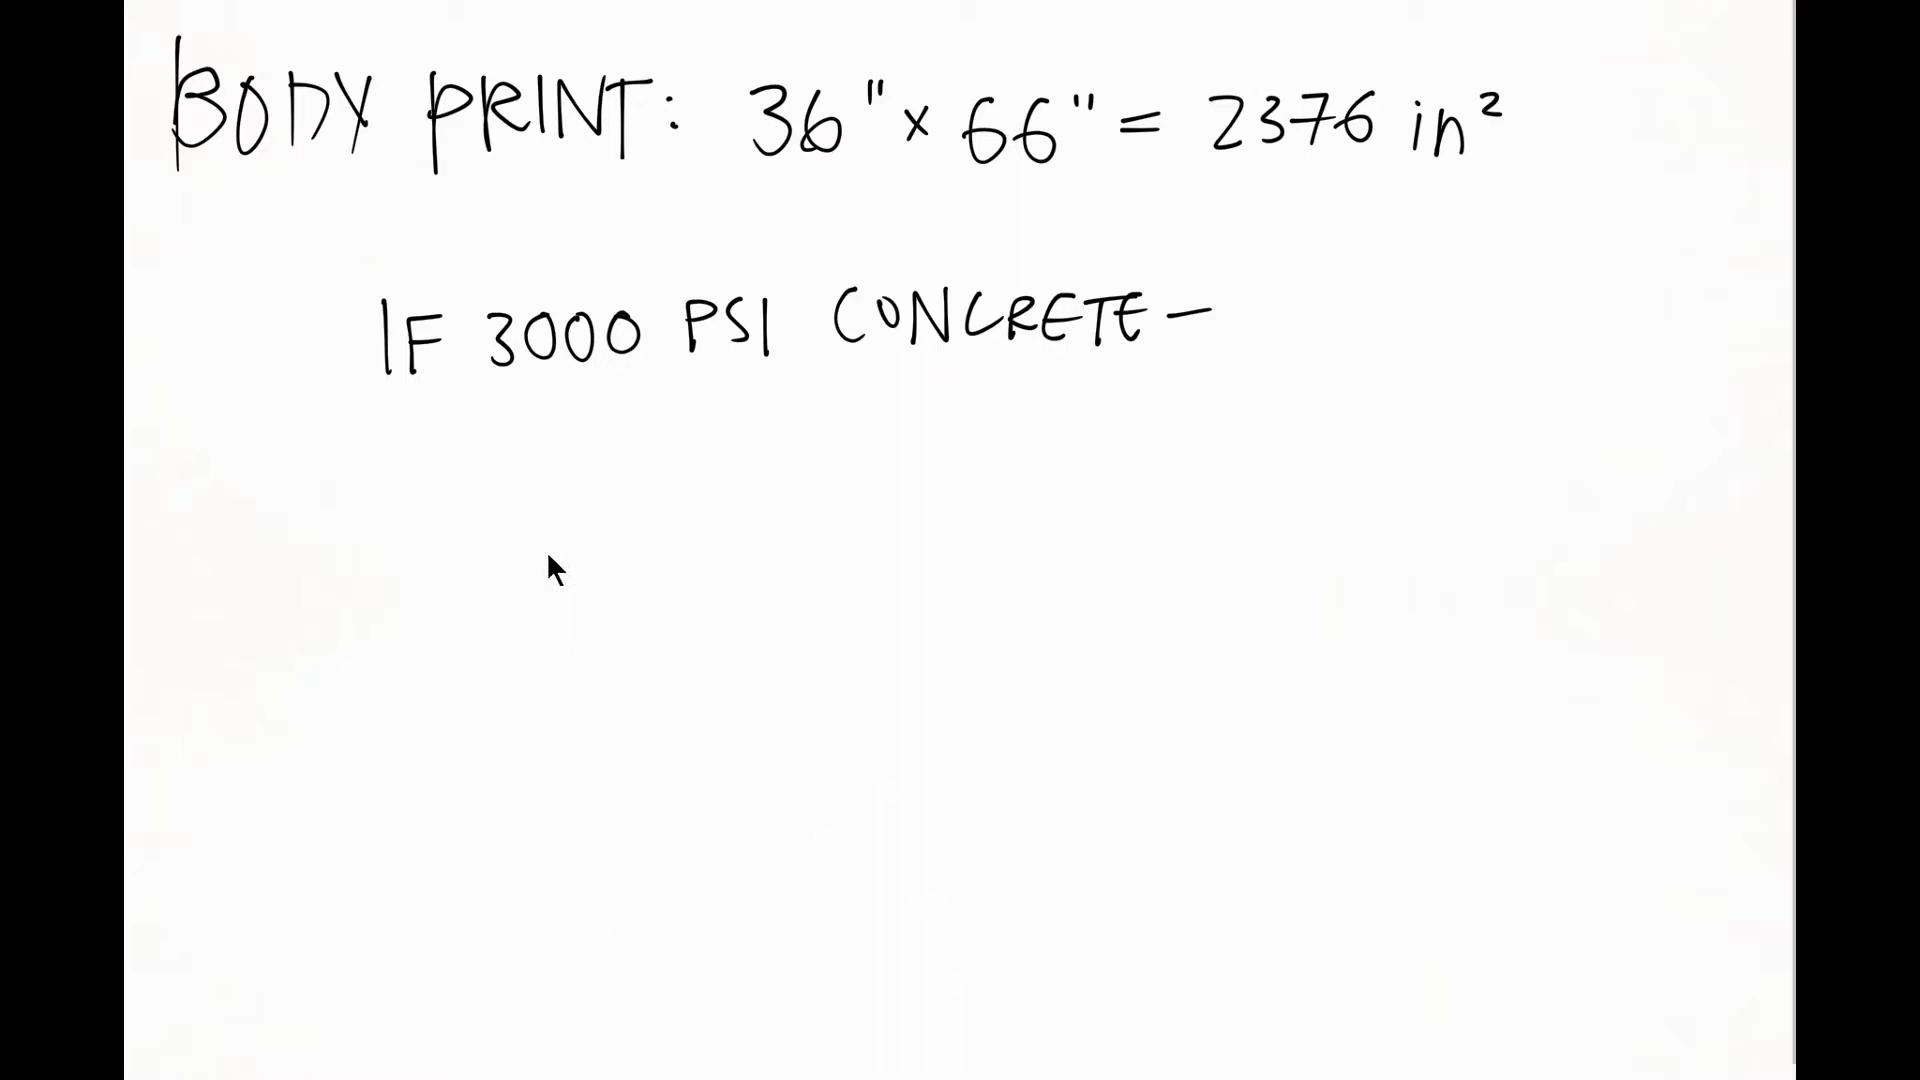 BODY PRINT: 36" x 66" = 2376 in²
IF 3000 PSI CONCRETE –